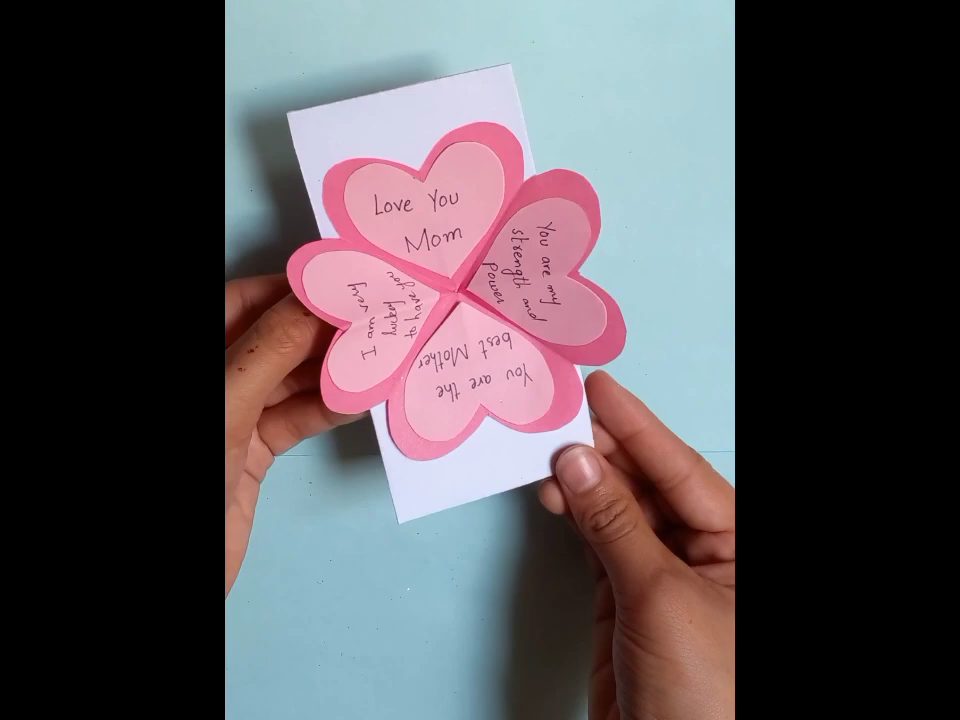 Love You
Mom
You are my
strength and
Power
You are the
best Mother
I am very
lucky
to have you